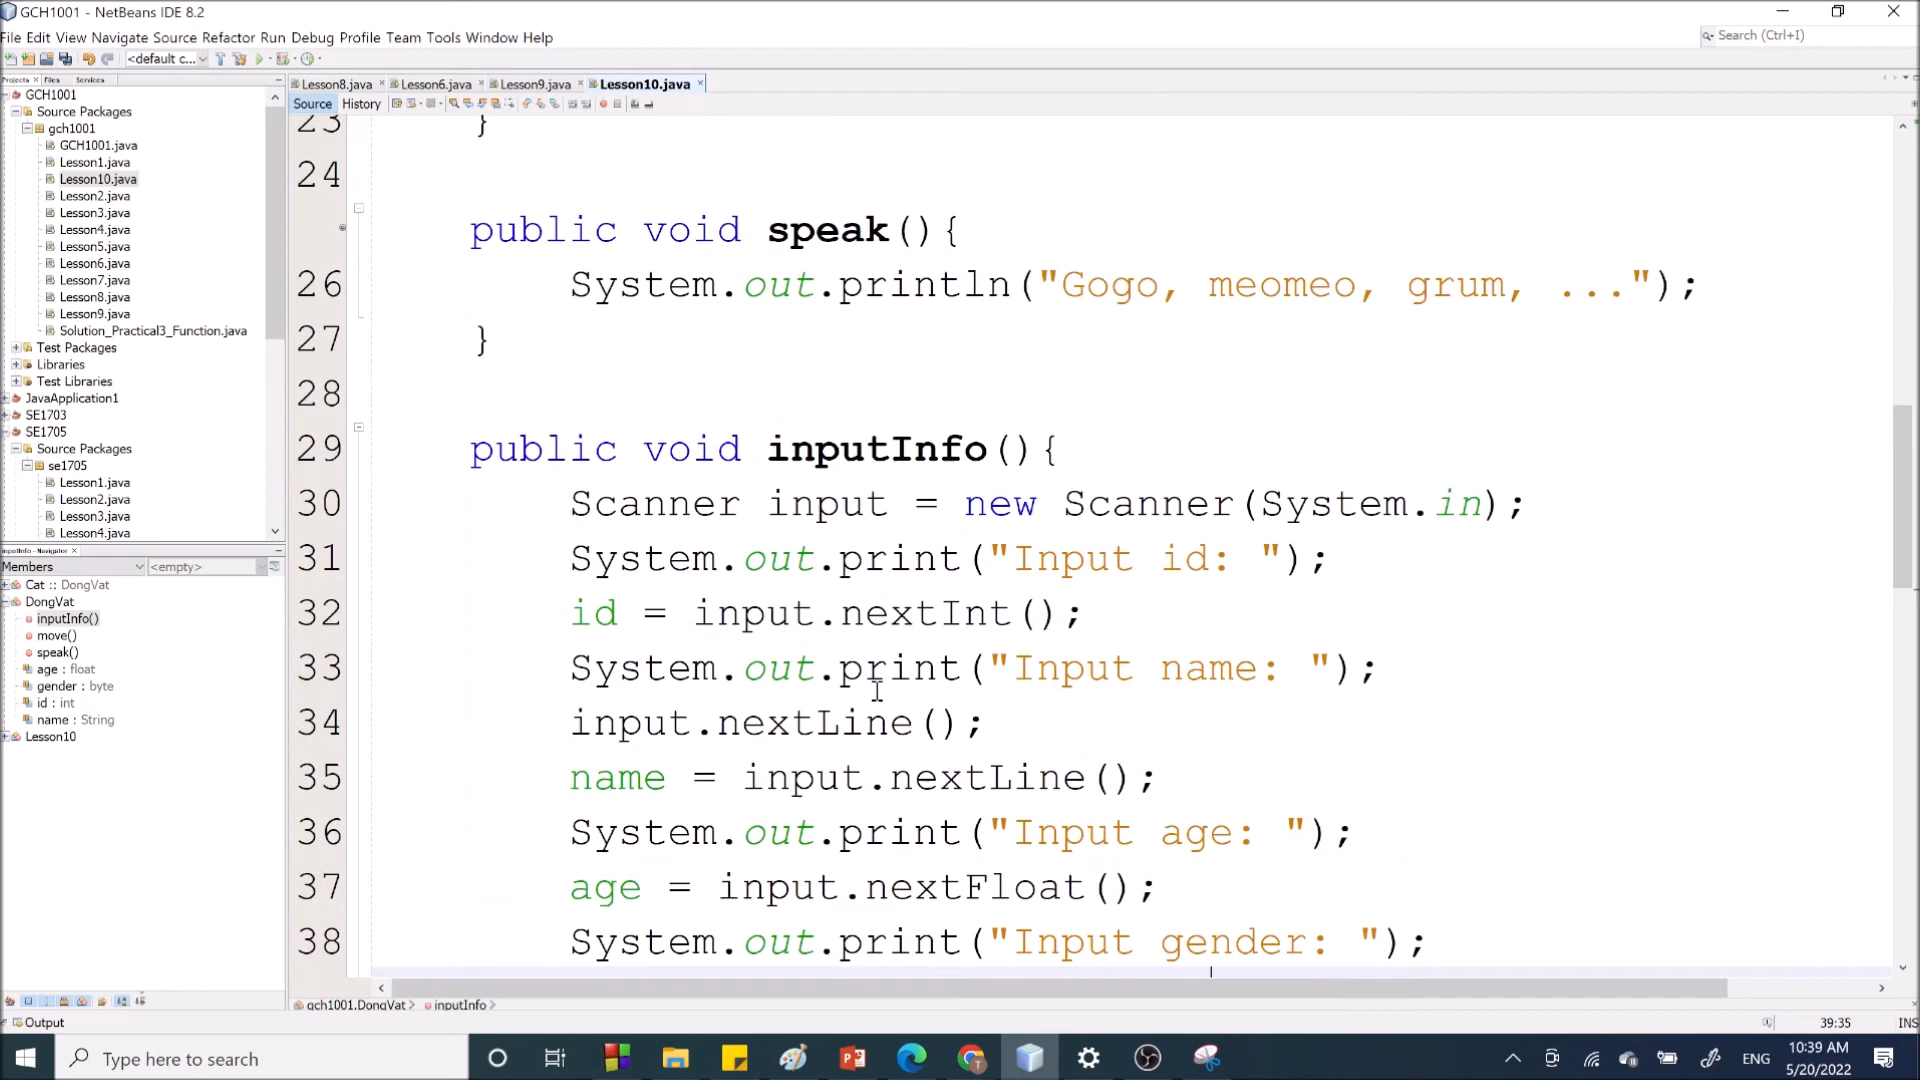 GCH1001 - NetBeans IDE 8.2
File Edit View Navigate Source Refactor Run Debug Profile Team Tools Window Help
Search (Ctrl+I)
<default c...
Projects Files Services
Lesson8.java Lesson6.java Lesson9.java Lesson10.java
Source History
GCH1001
Source Packages
gch1001
GCH1001.java
Lesson1.java
Lesson10.java
Lesson2.java
Lesson3.java
Lesson4.java
Lesson5.java
Lesson6.java
Lesson7.java
Lesson8.java
Lesson9.java
Solution_Practical3_Function.java
Test Packages
Libraries
Test Libraries
JavaApplication1
SE1703
SE1705
Source Packages
se1705
Lesson1.java
Lesson2.java
Lesson3.java
Lesson4.java
inputInfo - Navigator
Members <empty>
Cat :: DongVat
DongVat
inputInfo()
move()
speak()
age : float
gender : byte
id : int
name : String
Lesson10
23 }
24
public void speak(){
26 System.out.println("Gogo, meomeo, grum, ...");
27 }
28
29 public void inputInfo(){
30 Scanner input = new Scanner(System.in);
31 System.out.print("Input id: ");
32 id = input.nextInt();
33 System.out.print("Input name: ");
34 input.nextLine();
35 name = input.nextLine();
36 System.out.print("Input age: ");
37 age = input.nextFloat();
38 System.out.print("Input gender: ");
gch1001.DongVat > inputInfo >
Output
39:35 INS
Type here to search
ENG
10:39 AM
5/20/2022